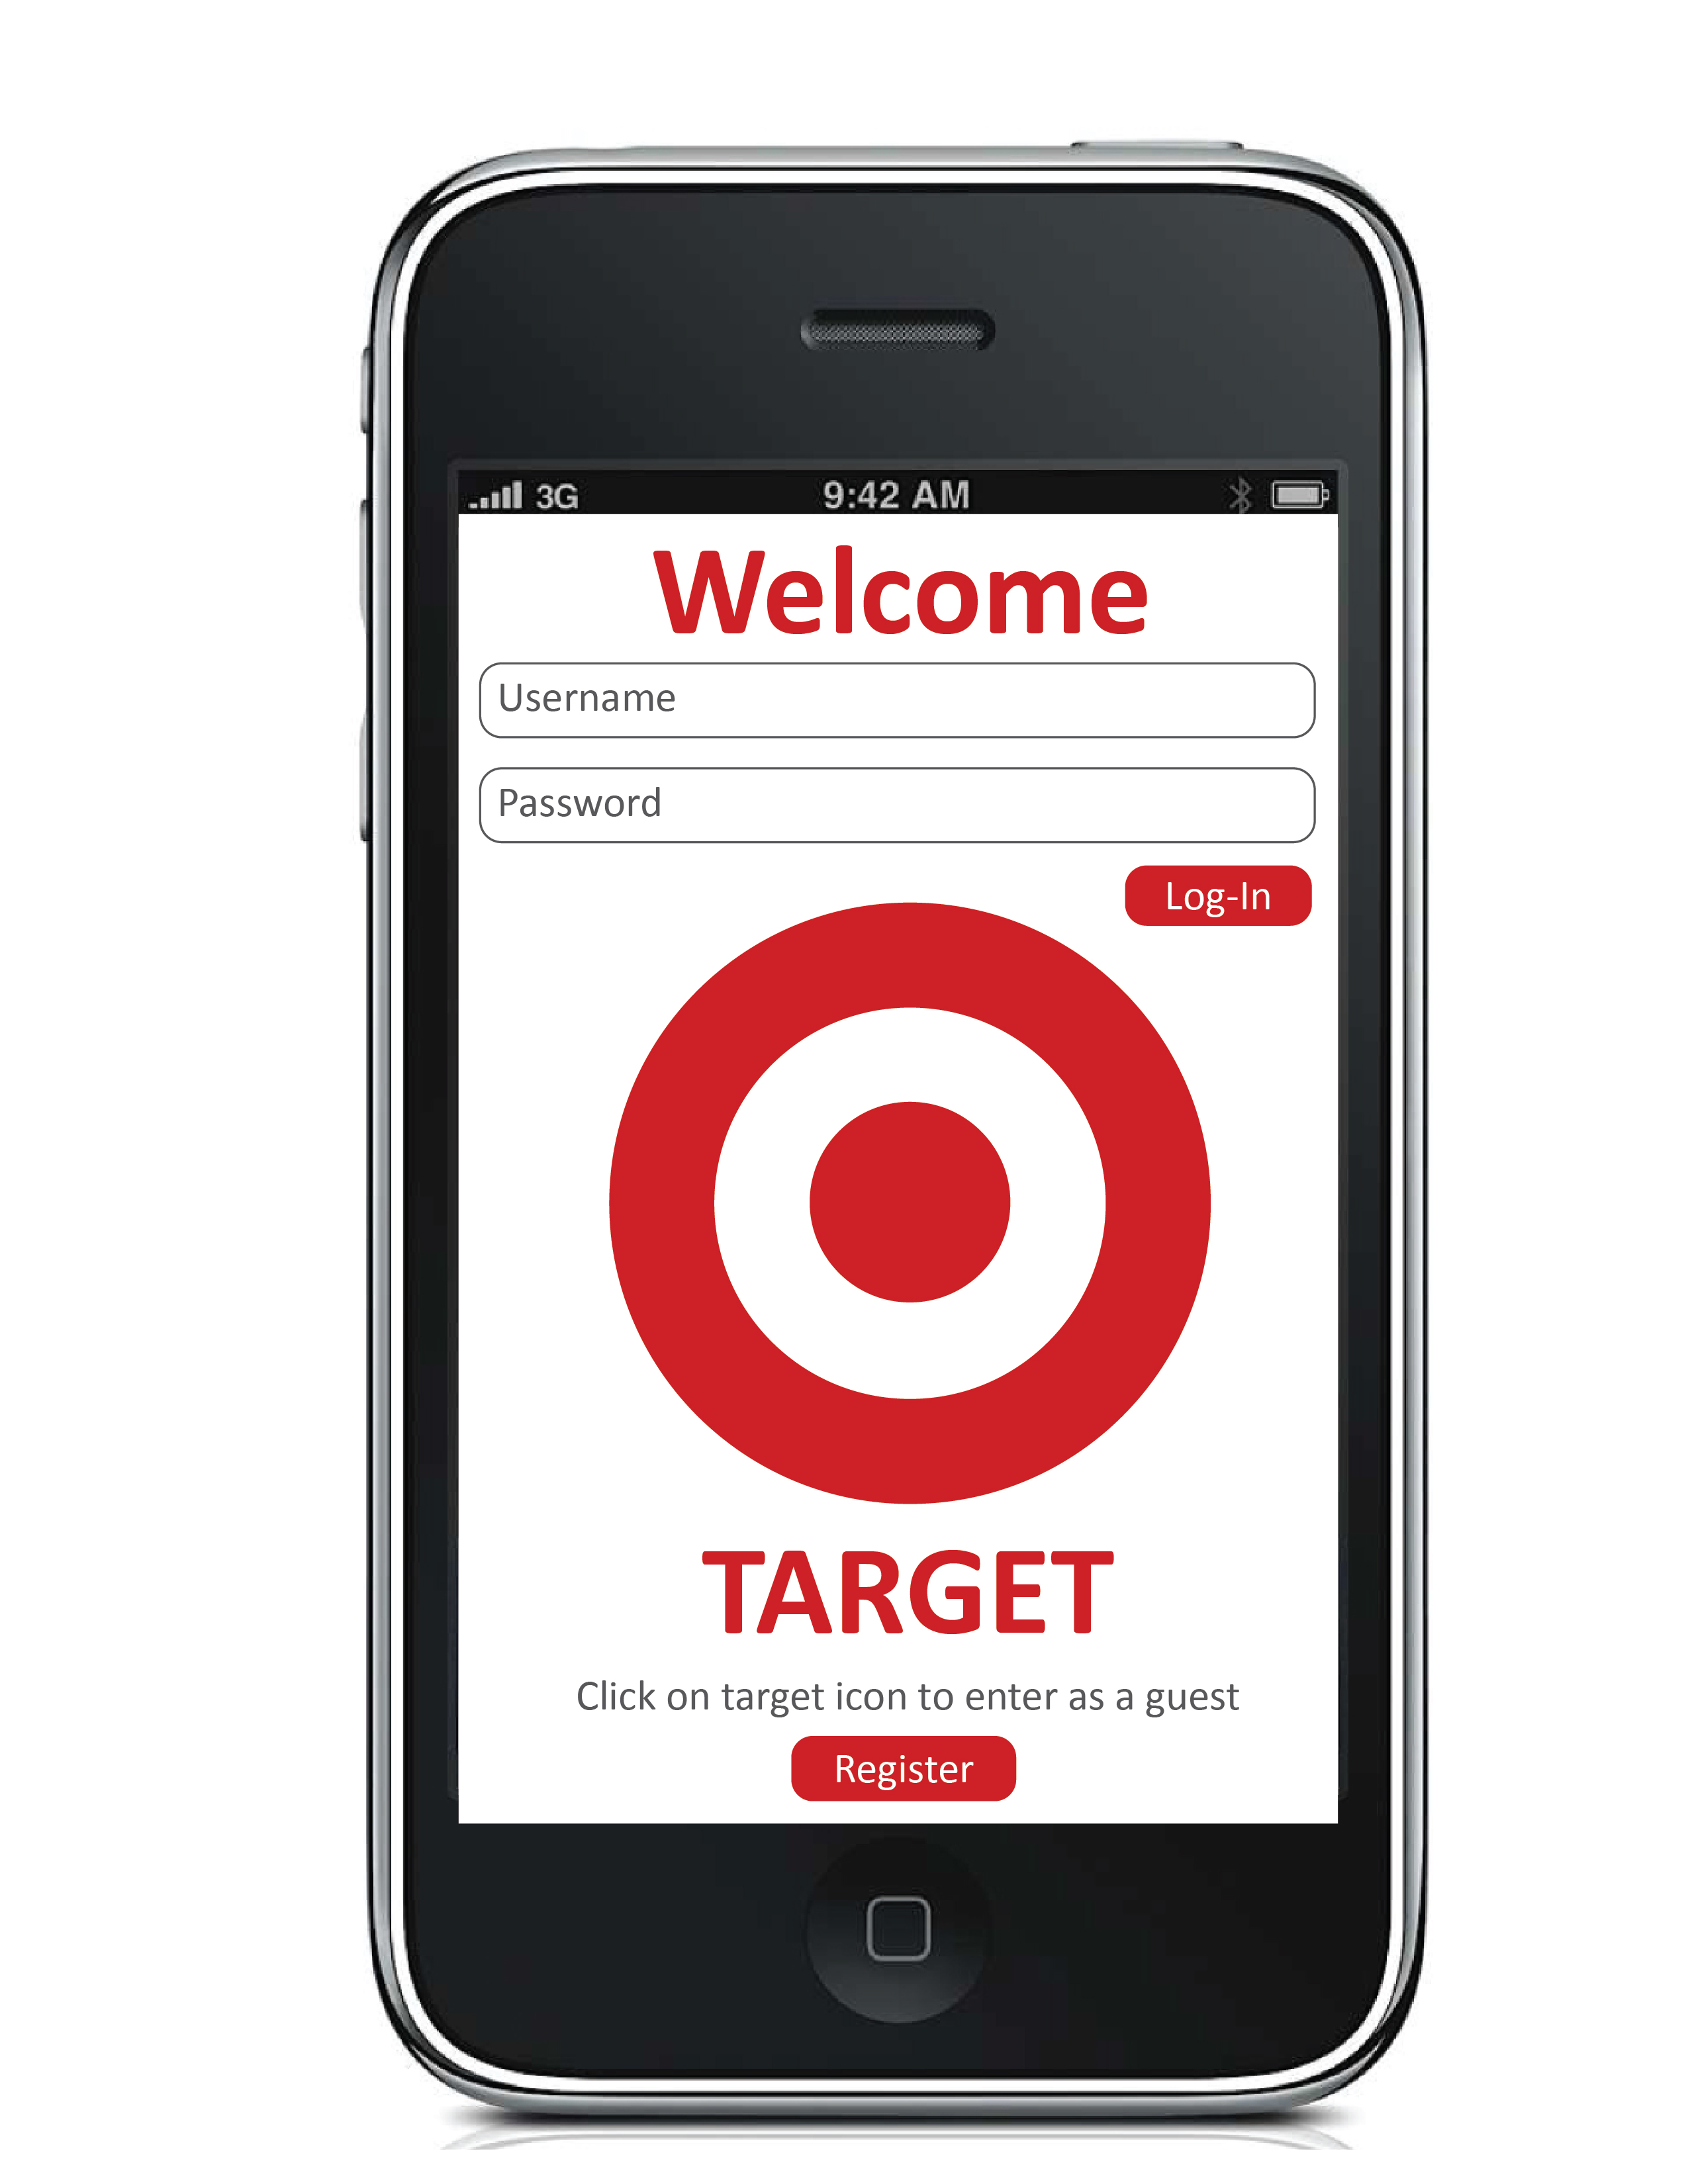 3G 9:42 AM
Welcome
Username
Password
Log-In
TARGET
Click on target icon to enter as a guest
Register